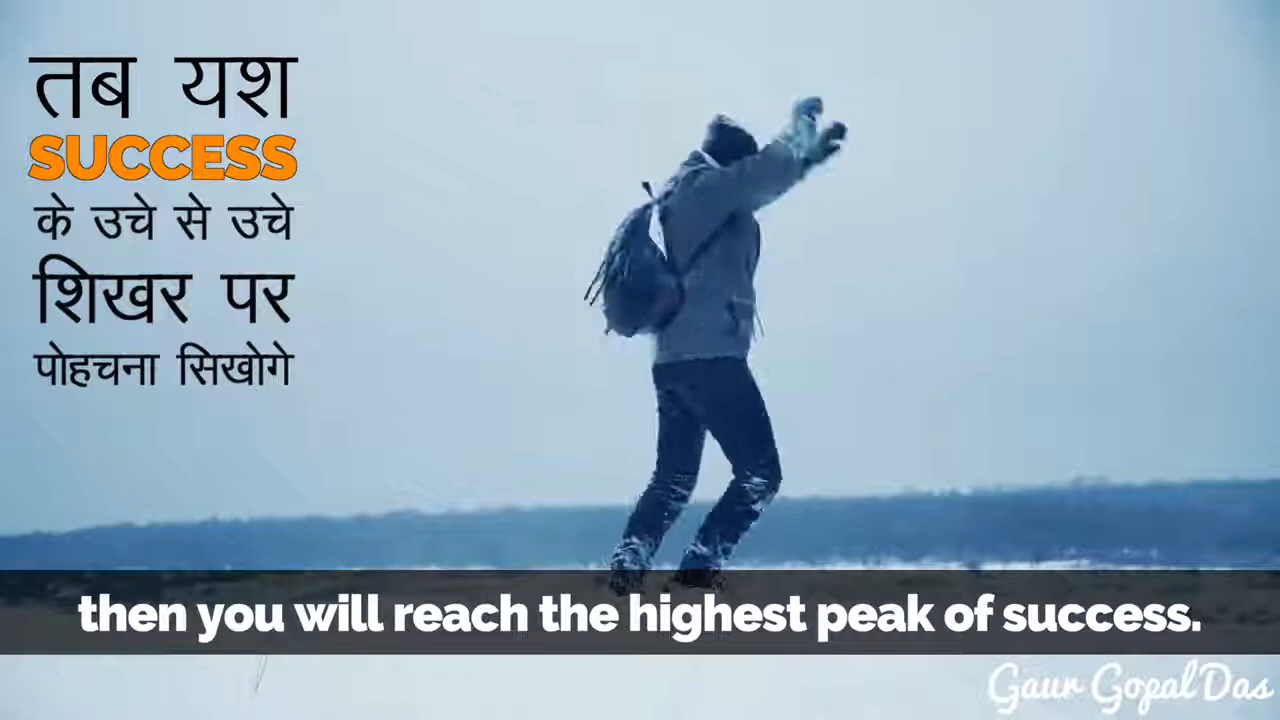 तब यश
SUCCESS
के उचे से उचे
शिखर पर
पोहचना सिखोगे
then you will reach the highest peak of success.
Gaur Gopal Das